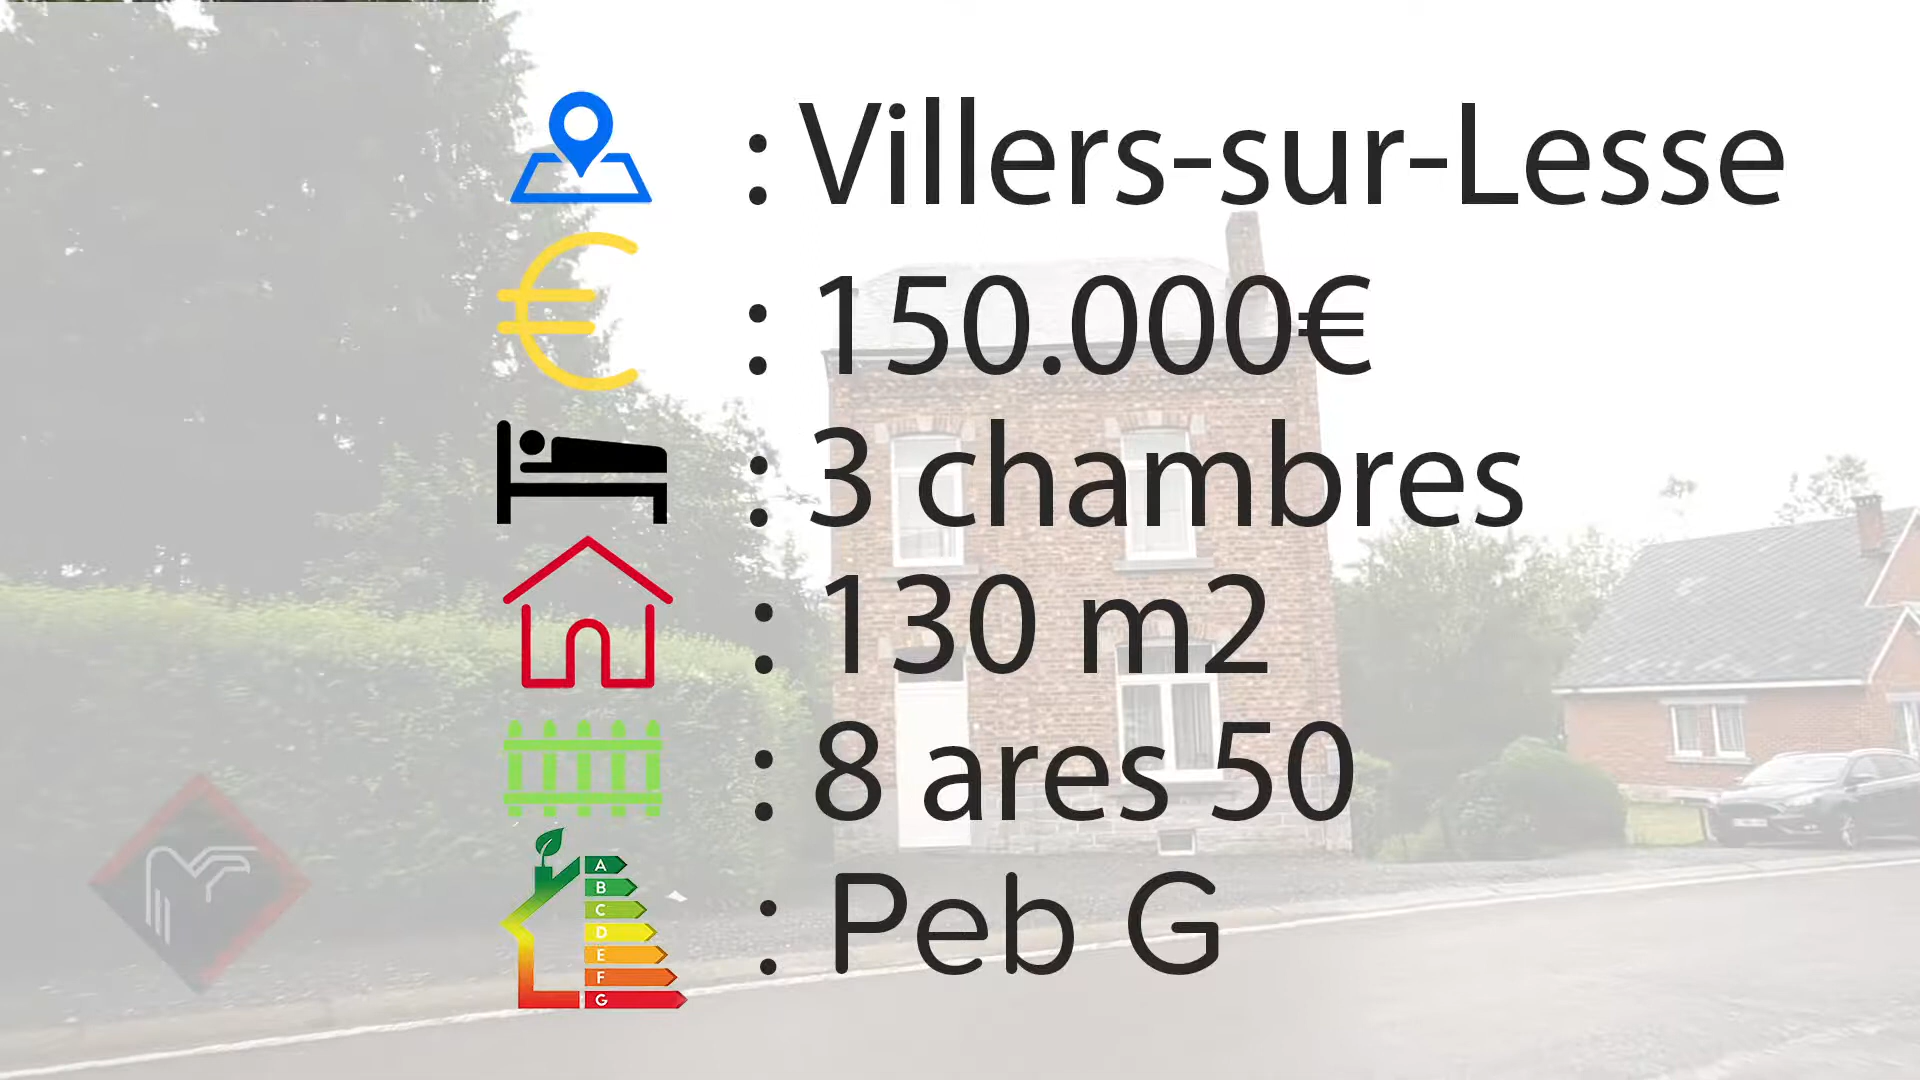 : Villers-sur-Lesse
€
: 150.000€
: 3 chambres
: 130 m2
: 8 ares 50
A
B
C
D
E
F
G
: Peb G